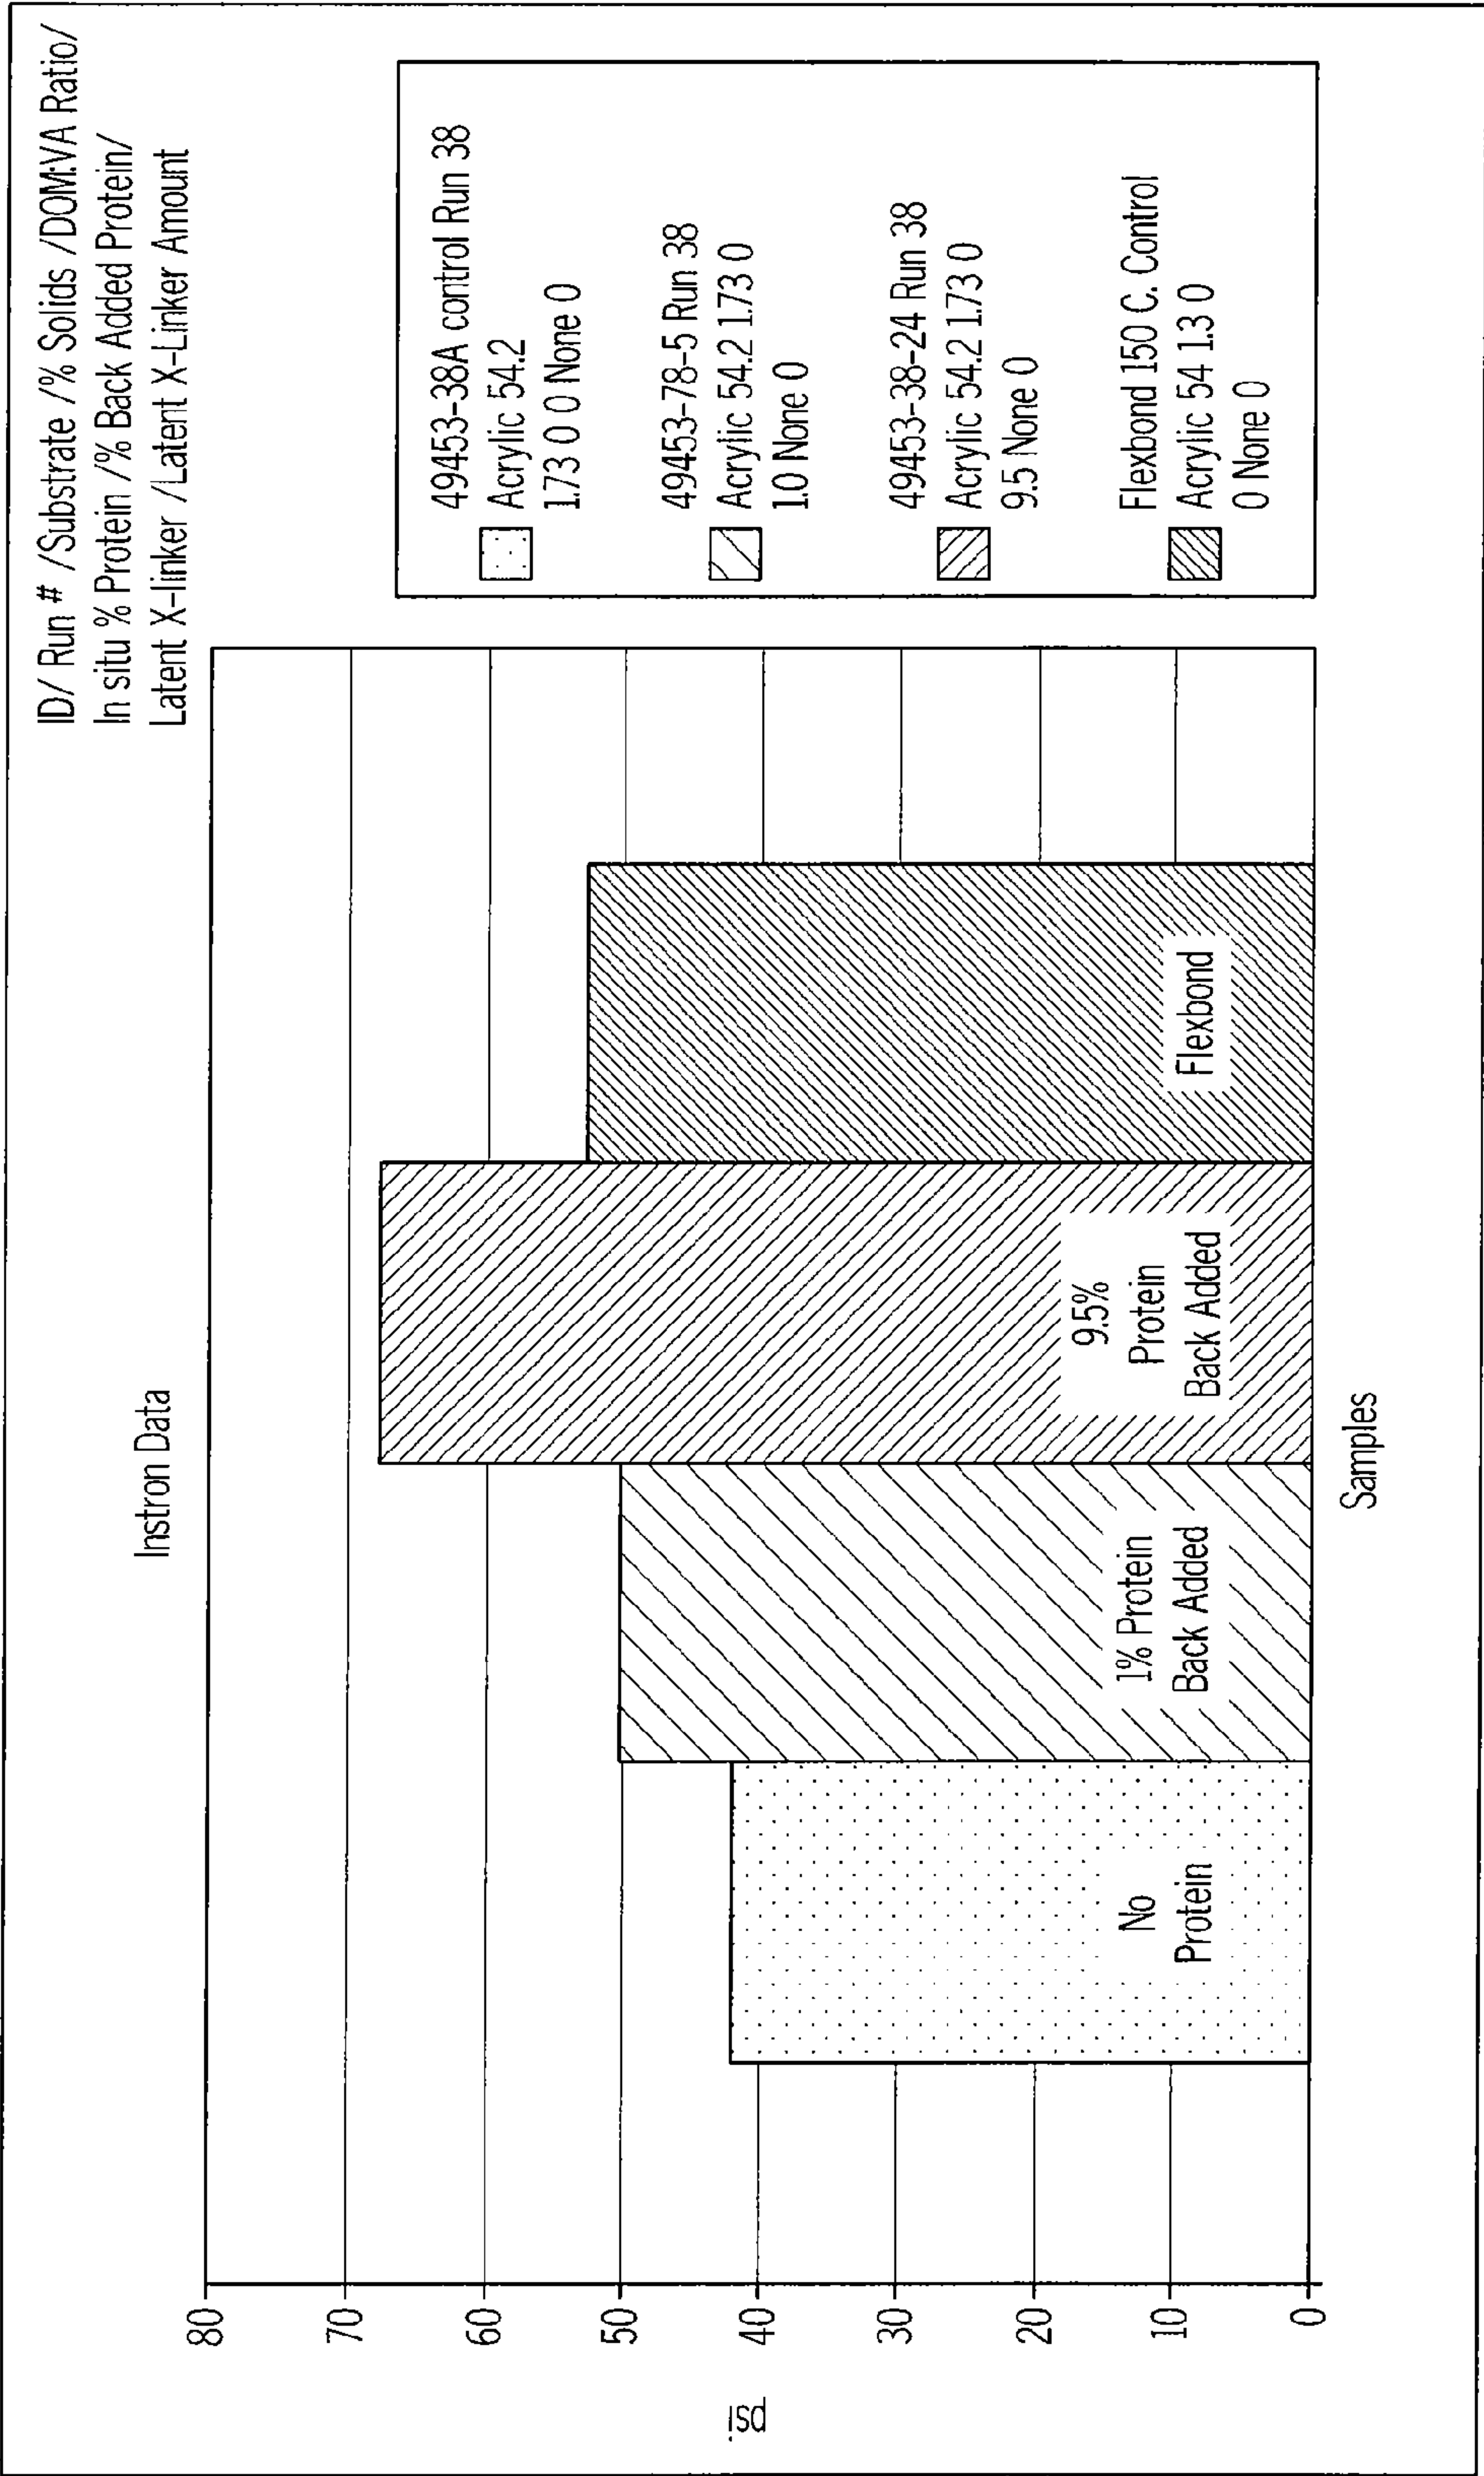 ID/ Run # /Substrate /% Solids /DOM:VA Ratio/
In situ % Protein /% Back Added Protein/
Latent X-linker /Latent X-Linker Amount
Instron Data
80
70
60
50
40
30
20
10
0
psi.
No
Protein
1% Protein
Back Added
9.5%
Protein
Back Added
Flexbond
Samples
49453-38A control Run 38
Acrylic 54.2
1.73 0 0 None 0
49453-78-5 Run 38
Acrylic 54.2 1.73 0
1.0 None 0
49453-38-24 Run 38
Acrylic 54.2 1.73 0
9.5 None 0
Flexbond 150 C. Control
Acrylic 54 1.3 0
0 None 0